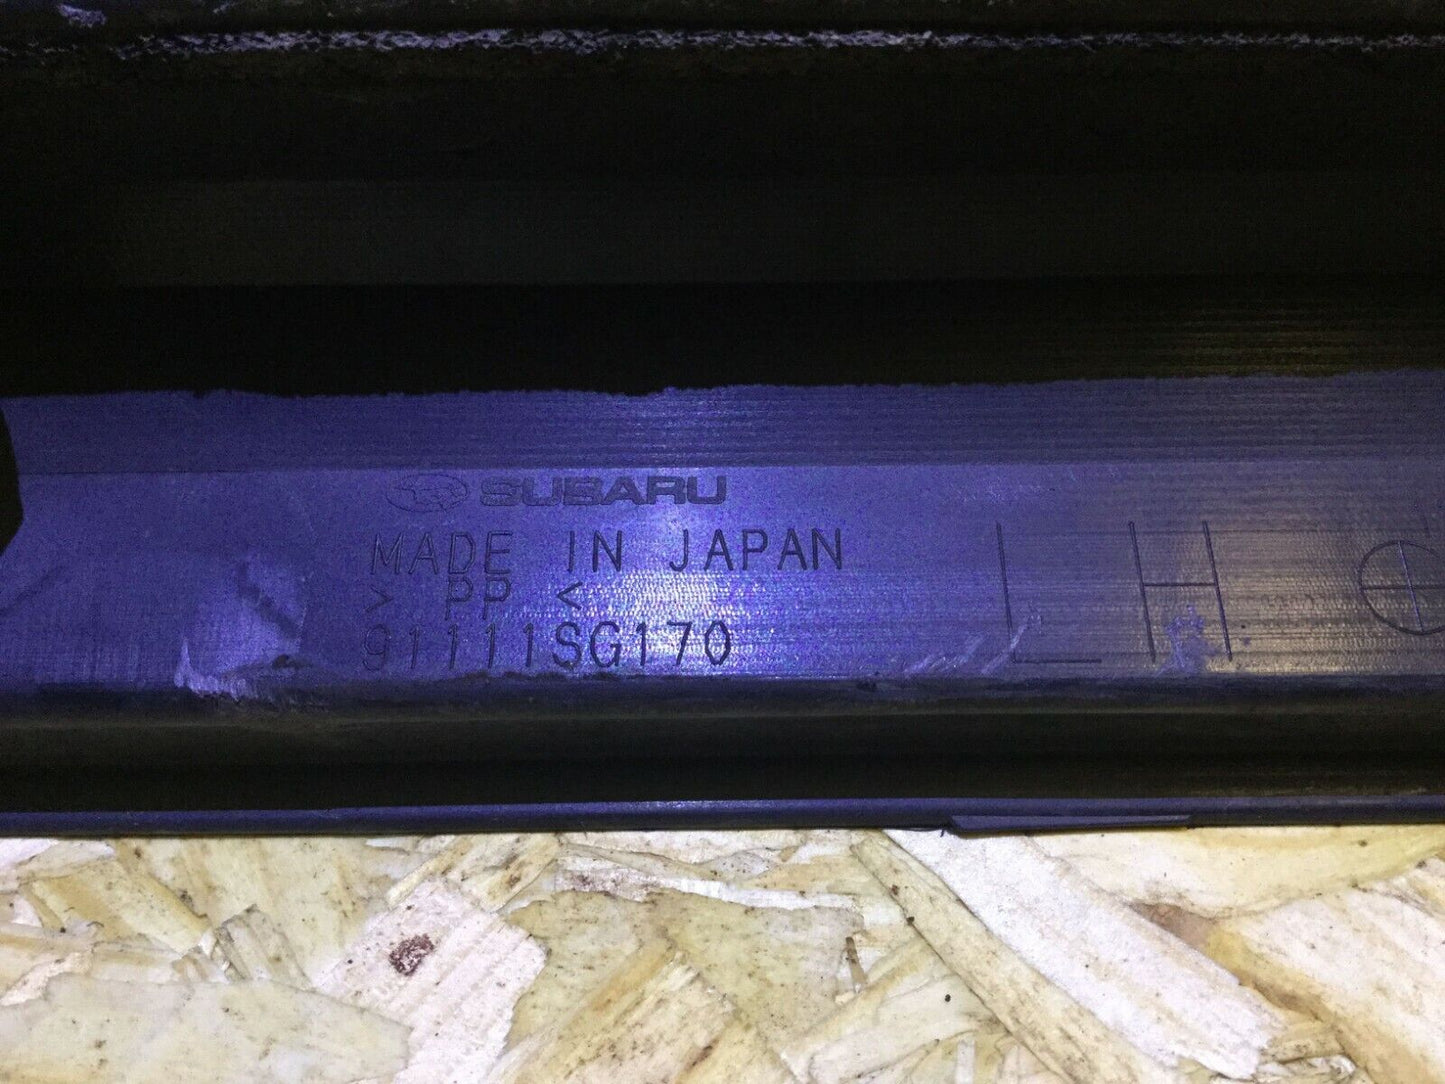 SUBARU
MADE IN JAPAN
> PP <
91111SG170
LH